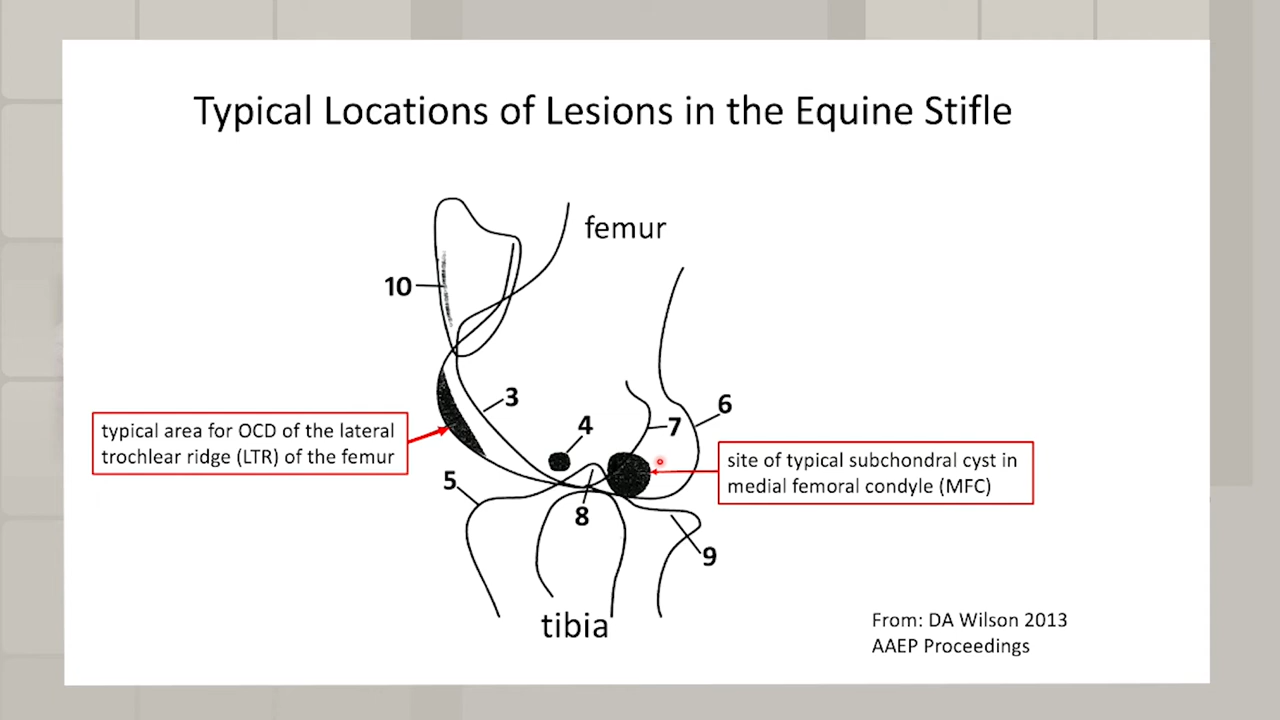 Typical Locations of Lesions in the Equine Stifle
femur
10
3
6
4
7
typical area for OCD of the lateral
trochlear ridge (LTR) of the femur
site of typical subchondral cyst in
medial femoral condyle (MFC)
5
8
9
tibia
From: DA Wilson 2013
AAEP Proceedings